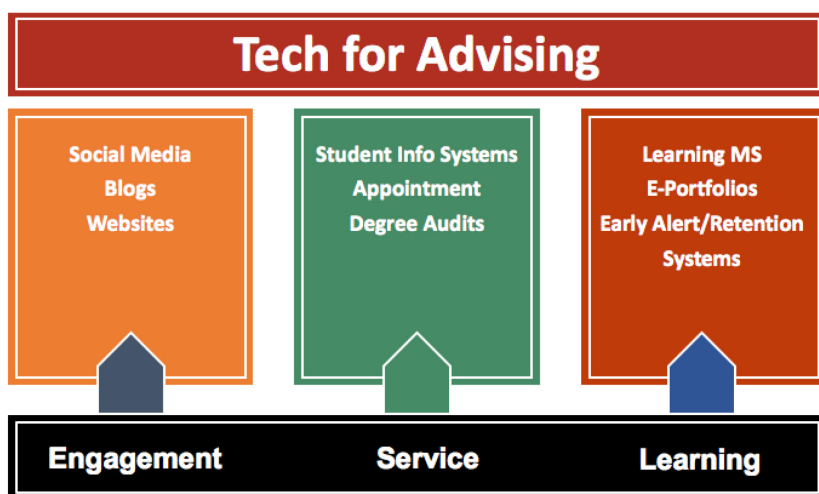 Tech for Advising
Social Media
Blogs
Websites
Student Info Systems
Appointment
Degree Audits
Learning MS
E-Portfolios
Early Alert/Retention
Systems
Engagement
Service
Learning